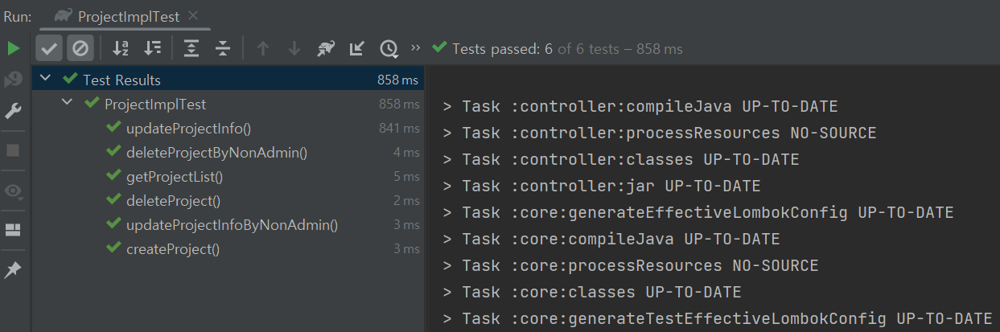 Run: ProjectImplTest
Tests passed: 6 of 6 tests – 858 ms
Test Results 858 ms
ProjectImplTest 858 ms
updateProjectInfo() 841 ms
deleteProjectByNonAdmin() 4 ms
getProjectList() 5 ms
deleteProject() 2 ms
updateProjectInfoByNonAdmin() 3 ms
createProject() 3 ms
> Task :controller:compileJava UP-TO-DATE
> Task :controller:processResources NO-SOURCE
> Task :controller:classes UP-TO-DATE
> Task :controller:jar UP-TO-DATE
> Task :core:generateEffectiveLombokConfig UP-TO-DATE
> Task :core:compileJava UP-TO-DATE
> Task :core:processResources NO-SOURCE
> Task :core:classes UP-TO-DATE
> Task :core:generateTestEffectiveLombokConfig UP-TO-DATE